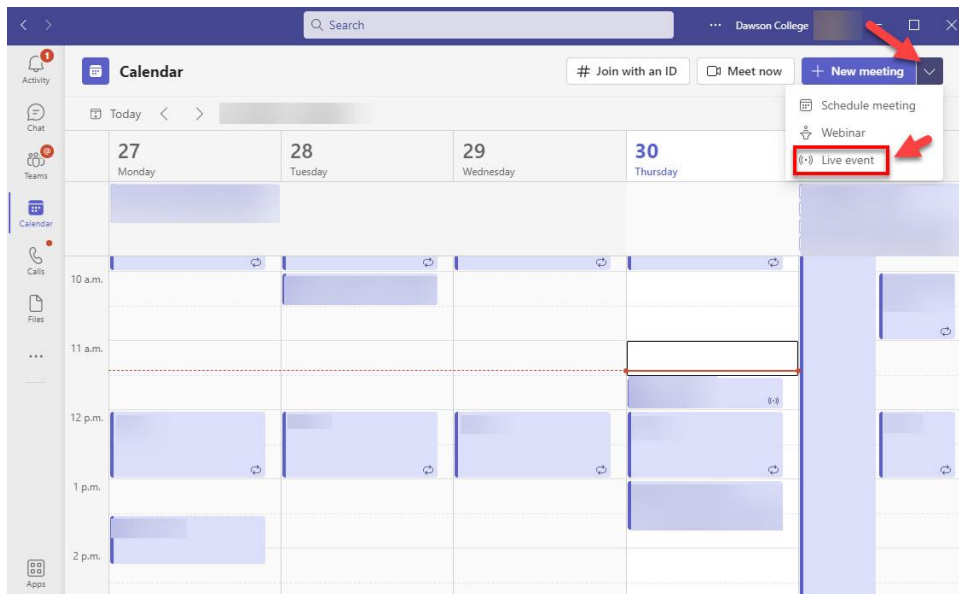 Search
Dawson College
1
Activity
Calendar
# Join with an ID
Meet now
+ New meeting
Today
Schedule meeting
Webinar
Live event
Chat
Teams
Calendar
Calls
Files
Apps
27
Monday
28
Tuesday
29
Wednesday
30
Thursday
10 a.m.
11 a.m.
12 p.m.
1 p.m.
2 p.m.